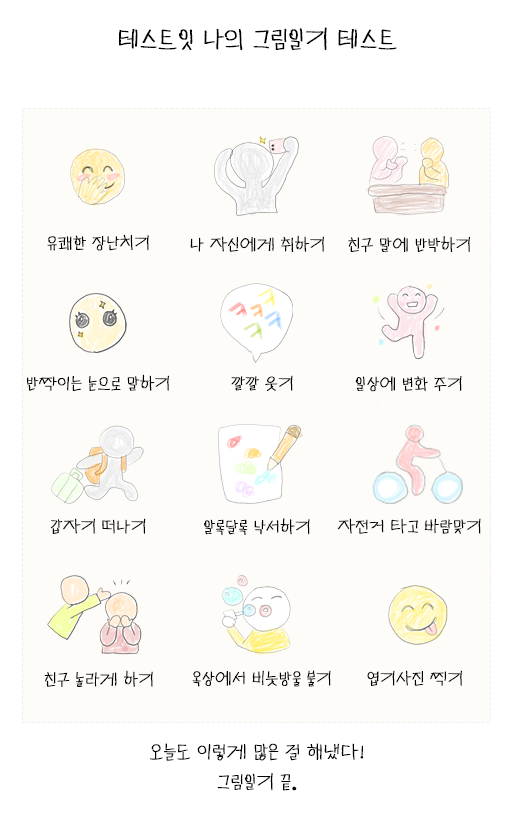 테스트잇 나의 그림일기 테스트
유쾌한 장난치기
나 자신에게 취하기
친구 말에 반박하기
ㅋㅋㅋㅋㅋ
반짝이는 눈으로 말하기
깔깔 웃기
일상에 변화 주기
갑자기 떠나기
알록달록 낙서하기
자전거 타고 바람맞기
친구 놀라게 하기
옥상에서 비눗방울 불기
엽기사진 찍기
오늘도 이렇게 많은 걸 해냈다!
그림일기 끝.